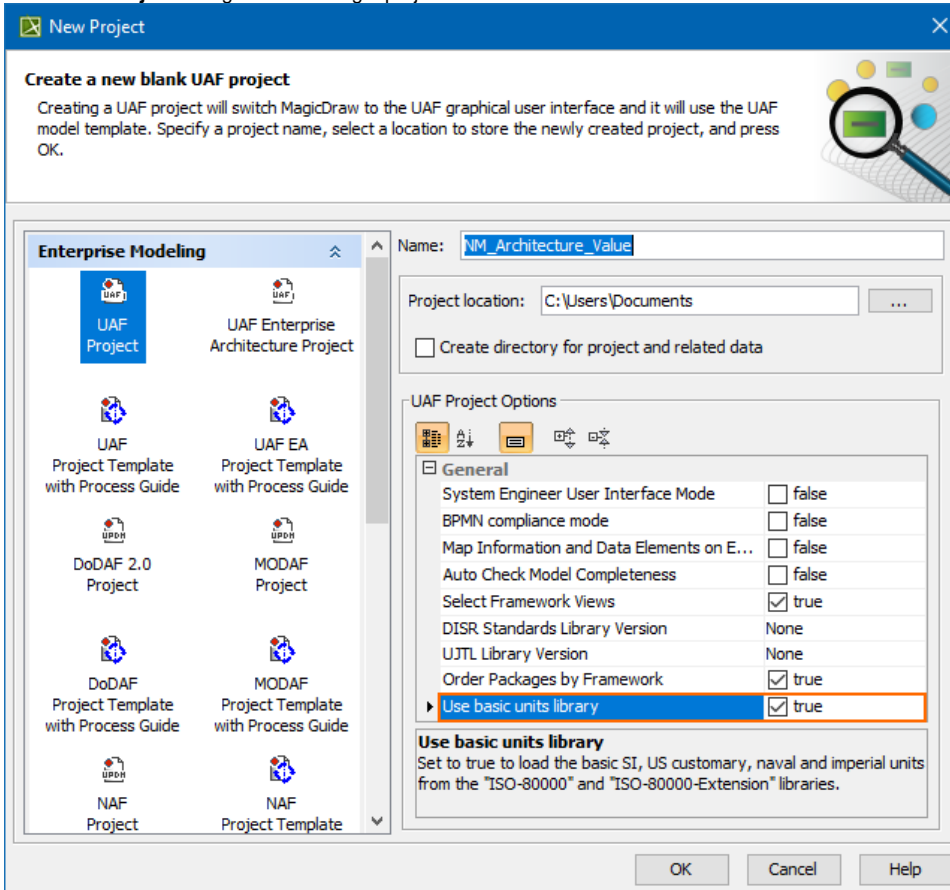 New Project
Create a new blank UAF project
Creating a UAF project will switch MagicDraw to the UAF graphical user interface and it will use the UAF
model template. Specify a project name, select a location to store the newly created project, and press
OK.
Enterprise Modeling
UAF
Project
UAF Enterprise
Architecture Project
UAF
Project Template
with Process Guide
UAF EA
Project Template
with Process Guide
DoDAF 2.0
Project
MODAF
Project
DoDAF
Project Template
with Process Guide
MODAF
Project Template
with Process Guide
NAF
Project
NAF
Project Template
Name: NM_Architecture_Value
Project location: C:\Users\Documents ...
Create directory for project and related data
UAF Project Options
General
System Engineer User Interface Mode false
BPMN compliance mode false
Map Information and Data Elements on E... false
Auto Check Model Completeness false
Select Framework Views true
DISR Standards Library Version None
UJTL Library Version None
Order Packages by Framework true
Use basic units library true
Use basic units library
Set to true to load the basic SI, US customary, naval and imperial units
from the "ISO-80000" and "ISO-80000-Extension" libraries.
OK Cancel Help